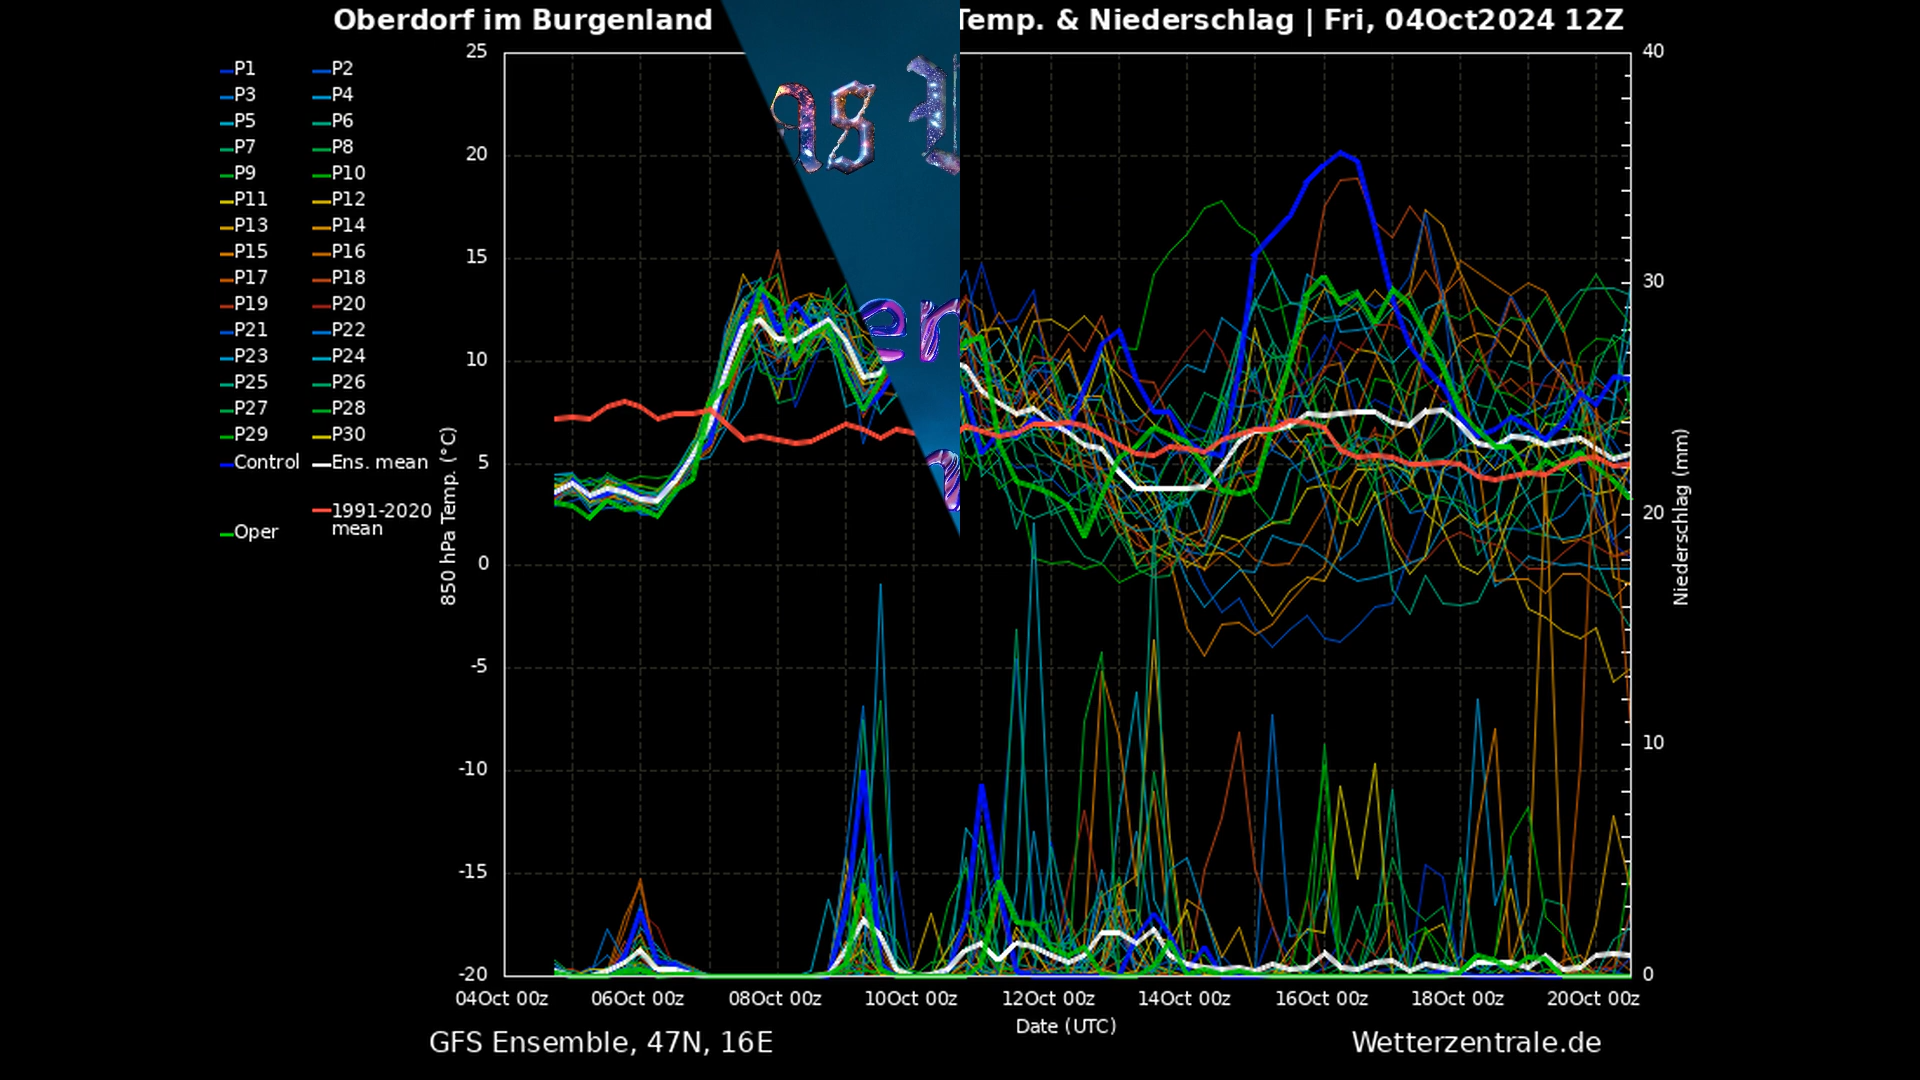 Oberdorf im Burgenland
Temp. & Niederschlag | Fri, 04Oct2024 12Z
P1 P2
P3 P4
P5 P6
P7 P8
P9 P10
P11 P12
P13 P14
P15 P16
P17 P18
P19 P20
P21 P22
P23 P24
P25 P26
P27 P28
P29 P30
Control Ens. mean
Oper 1991-2020
mean
850 hPa Temp. (°C)
25
20
15
10
5
0
-5
-10
-15
-20
as
er
40
30
20
10
0
Niederschlag (mm)
04Oct 00z 06Oct 00z 08Oct 00z 10Oct 00z 12Oct 00z 14Oct 00z 16Oct 00z 18Oct 00z 20Oct 00z
Date (UTC)
GFS Ensemble, 47N, 16E
Wetterzentrale.de